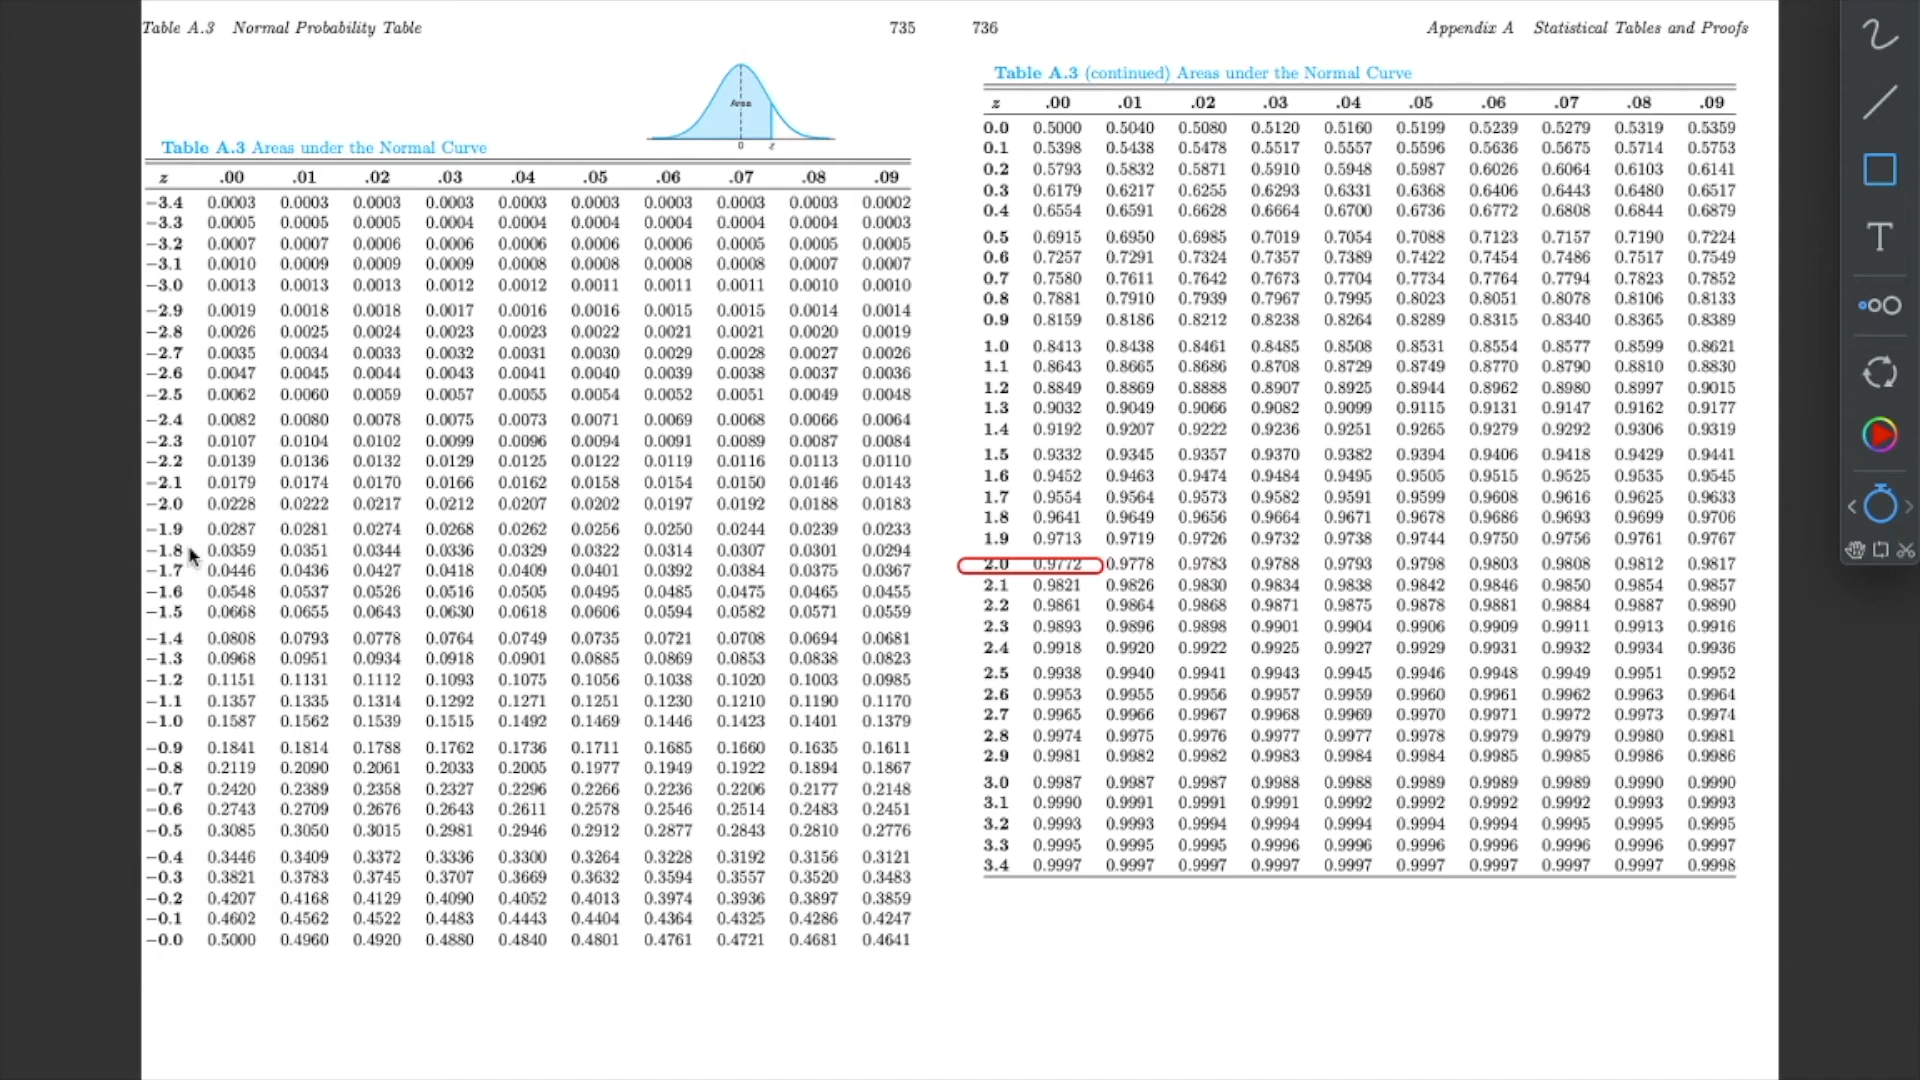 Table A.3 Normal Probability Table 735
Area
0 z
Table A.3 Areas under the Normal Curve
z .00 .01 .02 .03 .04 .05 .06 .07 .08 .09
−3.4 0.0003 0.0003 0.0003 0.0003 0.0003 0.0003 0.0003 0.0003 0.0003 0.0002
−3.3 0.0005 0.0005 0.0005 0.0004 0.0004 0.0004 0.0004 0.0004 0.0004 0.0003
−3.2 0.0007 0.0007 0.0006 0.0006 0.0006 0.0006 0.0006 0.0005 0.0005 0.0005
−3.1 0.0010 0.0009 0.0009 0.0009 0.0008 0.0008 0.0008 0.0008 0.0007 0.0007
−3.0 0.0013 0.0013 0.0013 0.0012 0.0012 0.0011 0.0011 0.0011 0.0010 0.0010
−2.9 0.0019 0.0018 0.0018 0.0017 0.0016 0.0016 0.0015 0.0015 0.0014 0.0014
−2.8 0.0026 0.0025 0.0024 0.0023 0.0023 0.0022 0.0021 0.0021 0.0020 0.0019
−2.7 0.0035 0.0034 0.0033 0.0032 0.0031 0.0030 0.0029 0.0028 0.0027 0.0026
−2.6 0.0047 0.0045 0.0044 0.0043 0.0041 0.0040 0.0039 0.0038 0.0037 0.0036
−2.5 0.0062 0.0060 0.0059 0.0057 0.0055 0.0054 0.0052 0.0051 0.0049 0.0048
−2.4 0.0082 0.0080 0.0078 0.0075 0.0073 0.0071 0.0069 0.0068 0.0066 0.0064
−2.3 0.0107 0.0104 0.0102 0.0099 0.0096 0.0094 0.0091 0.0089 0.0087 0.0084
−2.2 0.0139 0.0136 0.0132 0.0129 0.0125 0.0122 0.0119 0.0116 0.0113 0.0110
−2.1 0.0179 0.0174 0.0170 0.0166 0.0162 0.0158 0.0154 0.0150 0.0146 0.0143
−2.0 0.0228 0.0222 0.0217 0.0212 0.0207 0.0202 0.0197 0.0192 0.0188 0.0183
−1.9 0.0287 0.0281 0.0274 0.0268 0.0262 0.0256 0.0250 0.0244 0.0239 0.0233
−1.8 0.0359 0.0351 0.0344 0.0336 0.0329 0.0322 0.0314 0.0307 0.0301 0.0294
−1.7 0.0446 0.0436 0.0427 0.0418 0.0409 0.0401 0.0392 0.0384 0.0375 0.0367
−1.6 0.0548 0.0537 0.0526 0.0516 0.0505 0.0495 0.0485 0.0475 0.0465 0.0455
−1.5 0.0668 0.0655 0.0643 0.0630 0.0618 0.0606 0.0594 0.0582 0.0571 0.0559
−1.4 0.0808 0.0793 0.0778 0.0764 0.0749 0.0735 0.0721 0.0708 0.0694 0.0681
−1.3 0.0968 0.0951 0.0934 0.0918 0.0901 0.0885 0.0869 0.0853 0.0838 0.0823
−1.2 0.1151 0.1131 0.1112 0.1093 0.1075 0.1056 0.1038 0.1020 0.1003 0.0985
−1.1 0.1357 0.1335 0.1314 0.1292 0.1271 0.1251 0.1230 0.1210 0.1190 0.1170
−1.0 0.1587 0.1562 0.1539 0.1515 0.1492 0.1469 0.1446 0.1423 0.1401 0.1379
−0.9 0.1841 0.1814 0.1788 0.1762 0.1736 0.1711 0.1685 0.1660 0.1635 0.1611
−0.8 0.2119 0.2090 0.2061 0.2033 0.2005 0.1977 0.1949 0.1922 0.1894 0.1867
−0.7 0.2420 0.2389 0.2358 0.2327 0.2296 0.2266 0.2236 0.2206 0.2177 0.2148
−0.6 0.2743 0.2709 0.2676 0.2643 0.2611 0.2578 0.2546 0.2514 0.2483 0.2451
−0.5 0.3085 0.3050 0.3015 0.2981 0.2946 0.2912 0.2877 0.2843 0.2810 0.2776
−0.4 0.3446 0.3409 0.3372 0.3336 0.3300 0.3264 0.3228 0.3192 0.3156 0.3121
−0.3 0.3821 0.3783 0.3745 0.3707 0.3669 0.3632 0.3594 0.3557 0.3520 0.3483
−0.2 0.4207 0.4168 0.4129 0.4090 0.4052 0.4013 0.3974 0.3936 0.3897 0.3859
−0.1 0.4602 0.4562 0.4522 0.4483 0.4443 0.4404 0.4364 0.4325 0.4286 0.4247
−0.0 0.5000 0.4960 0.4920 0.4880 0.4840 0.4801 0.4761 0.4721 0.4681 0.4641
736 Appendix A Statistical Tables and Proofs
Table A.3 (continued) Areas under the Normal Curve
z .00 .01 .02 .03 .04 .05 .06 .07 .08 .09
0.0 0.5000 0.5040 0.5080 0.5120 0.5160 0.5199 0.5239 0.5279 0.5319 0.5359
0.1 0.5398 0.5438 0.5478 0.5517 0.5557 0.5596 0.5636 0.5675 0.5714 0.5753
0.2 0.5793 0.5832 0.5871 0.5910 0.5948 0.5987 0.6026 0.6064 0.6103 0.6141
0.3 0.6179 0.6217 0.6255 0.6293 0.6331 0.6368 0.6406 0.6443 0.6480 0.6517
0.4 0.6554 0.6591 0.6628 0.6664 0.6700 0.6736 0.6772 0.6808 0.6844 0.6879
0.5 0.6915 0.6950 0.6985 0.7019 0.7054 0.7088 0.7123 0.7157 0.7190 0.7224
0.6 0.7257 0.7291 0.7324 0.7357 0.7389 0.7422 0.7454 0.7486 0.7517 0.7549
0.7 0.7580 0.7611 0.7642 0.7673 0.7704 0.7734 0.7764 0.7794 0.7823 0.7852
0.8 0.7881 0.7910 0.7939 0.7967 0.7995 0.8023 0.8051 0.8078 0.8106 0.8133
0.9 0.8159 0.8186 0.8212 0.8238 0.8264 0.8289 0.8315 0.8340 0.8365 0.8389
1.0 0.8413 0.8438 0.8461 0.8485 0.8508 0.8531 0.8554 0.8577 0.8599 0.8621
1.1 0.8643 0.8665 0.8686 0.8708 0.8729 0.8749 0.8770 0.8790 0.8810 0.8830
1.2 0.8849 0.8869 0.8888 0.8907 0.8925 0.8944 0.8962 0.8980 0.8997 0.9015
1.3 0.9032 0.9049 0.9066 0.9082 0.9099 0.9115 0.9131 0.9147 0.9162 0.9177
1.4 0.9192 0.9207 0.9222 0.9236 0.9251 0.9265 0.9279 0.9292 0.9306 0.9319
1.5 0.9332 0.9345 0.9357 0.9370 0.9382 0.9394 0.9406 0.9418 0.9429 0.9441
1.6 0.9452 0.9463 0.9474 0.9484 0.9495 0.9505 0.9515 0.9525 0.9535 0.9545
1.7 0.9554 0.9564 0.9573 0.9582 0.9591 0.9599 0.9608 0.9616 0.9625 0.9633
1.8 0.9641 0.9649 0.9656 0.9664 0.9671 0.9678 0.9686 0.9693 0.9699 0.9706
1.9 0.9713 0.9719 0.9726 0.9732 0.9738 0.9744 0.9750 0.9756 0.9761 0.9767
2.0 0.9772 0.9778 0.9783 0.9788 0.9793 0.9798 0.9803 0.9808 0.9812 0.9817
2.1 0.9821 0.9826 0.9830 0.9834 0.9838 0.9842 0.9846 0.9850 0.9854 0.9857
2.2 0.9861 0.9864 0.9868 0.9871 0.9875 0.9878 0.9881 0.9884 0.9887 0.9890
2.3 0.9893 0.9896 0.9898 0.9901 0.9904 0.9906 0.9909 0.9911 0.9913 0.9916
2.4 0.9918 0.9920 0.9922 0.9925 0.9927 0.9929 0.9931 0.9932 0.9934 0.9936
2.5 0.9938 0.9940 0.9941 0.9943 0.9945 0.9946 0.9948 0.9949 0.9951 0.9952
2.6 0.9953 0.9955 0.9956 0.9957 0.9959 0.9960 0.9961 0.9962 0.9963 0.9964
2.7 0.9965 0.9966 0.9967 0.9968 0.9969 0.9970 0.9971 0.9972 0.9973 0.9974
2.8 0.9974 0.9975 0.9976 0.9977 0.9977 0.9978 0.9979 0.9979 0.9980 0.9981
2.9 0.9981 0.9982 0.9982 0.9983 0.9984 0.9984 0.9985 0.9985 0.9986 0.9986
3.0 0.9987 0.9987 0.9987 0.9988 0.9988 0.9989 0.9989 0.9989 0.9990 0.9990
3.1 0.9990 0.9991 0.9991 0.9991 0.9992 0.9992 0.9992 0.9992 0.9993 0.9993
3.2 0.9993 0.9993 0.9994 0.9994 0.9994 0.9994 0.9994 0.9995 0.9995 0.9995
3.3 0.9995 0.9995 0.9995 0.9996 0.9996 0.9996 0.9996 0.9996 0.9996 0.9997
3.4 0.9997 0.9997 0.9997 0.9997 0.9997 0.9997 0.9997 0.9997 0.9997 0.9998
T